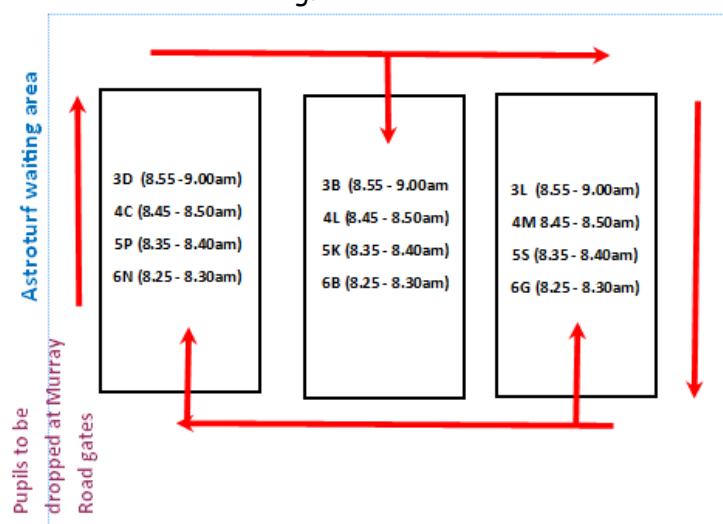 Astroturf waiting area
Pupils to be
dropped at Murray
Road gates
3D (8.55 -9.00am)
4C (8.45 - 8.50am)
5P (8.35 - 8.40am)
6N (8.25 - 8.30am)
3B (8.55 - 9.00am
4L (8.45 - 8.50am)
5K (8.35 - 8.40am)
6B (8.25 - 8.30am)
3L (8.55 - 9.00am)
4M 8.45 - 8.50am)
5S (8.35 - 8.40am)
6G (8.25 - 8.30am)